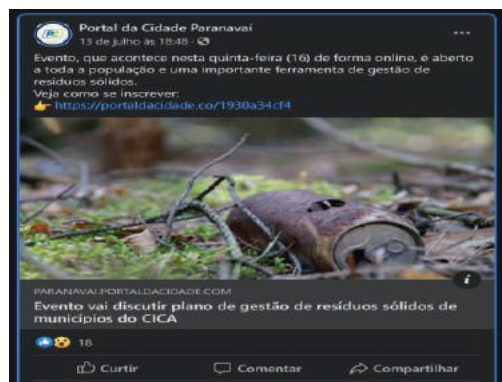 Portal da Cidade Paranavaí
13 de julho às 18:48 ·
Evento, que acontece nesta quinta-feira (16) de forma online, é aberto
a toda a população e uma importante ferramenta de gestão de
resíduos sólidos.
Veja como se inscrever:
👉 https://portaldacidade.co/1930a34cf4
PARANAVAI.PORTALDACIDADE.COM
Evento vai discutir plano de gestão de resíduos sólidos de
municípios do CICA
18
Curtir Comentar Compartilhar